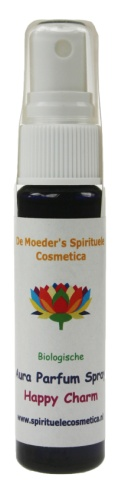 De Moeder's Spirituele
Cosmetica
Biologische
Aura Parfum Spray
Happy Charm
www.spirituelecosmetica.nl